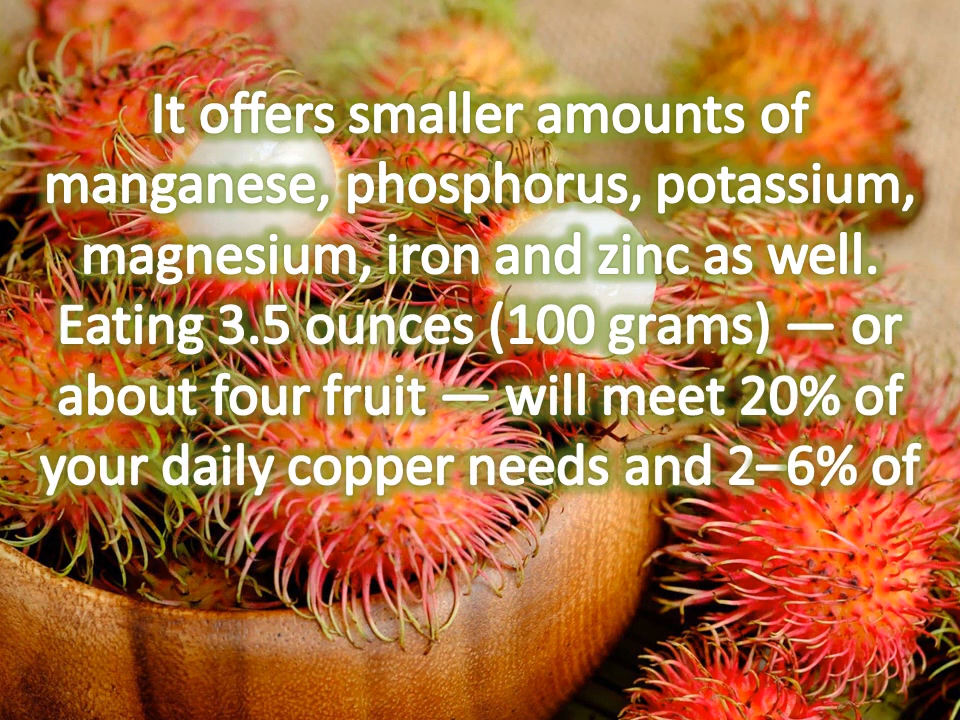 It offers smaller amounts of
manganese, phosphorus, potassium,
magnesium, iron and zinc as well.
Eating 3.5 ounces (100 grams) — or
about four fruit — will meet 20% of
your daily copper needs and 2–6% of